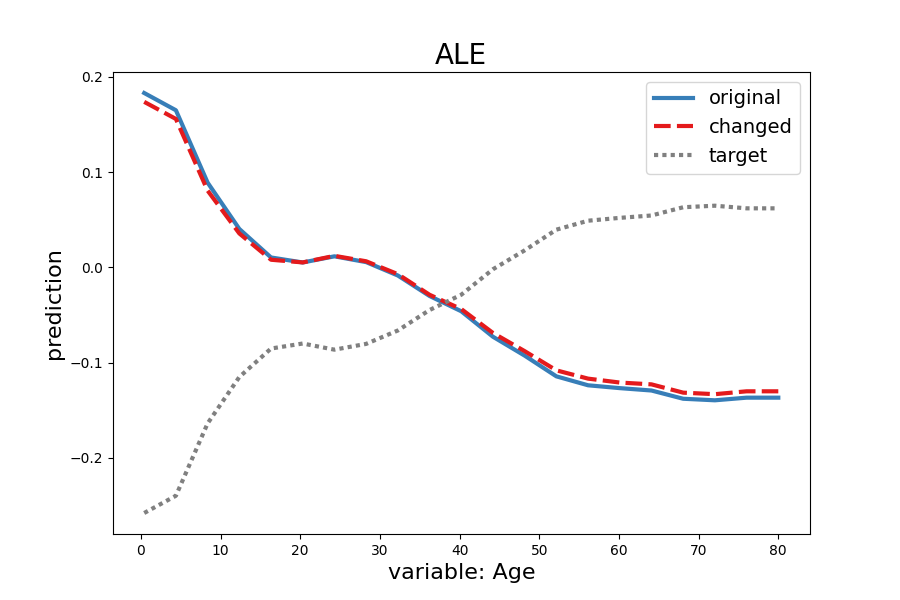 ALE
original
changed
target
prediction
0.2
0.1
0.0
−0.1
−0.2
0 10 20 30 40 50 60 70 80
variable: Age